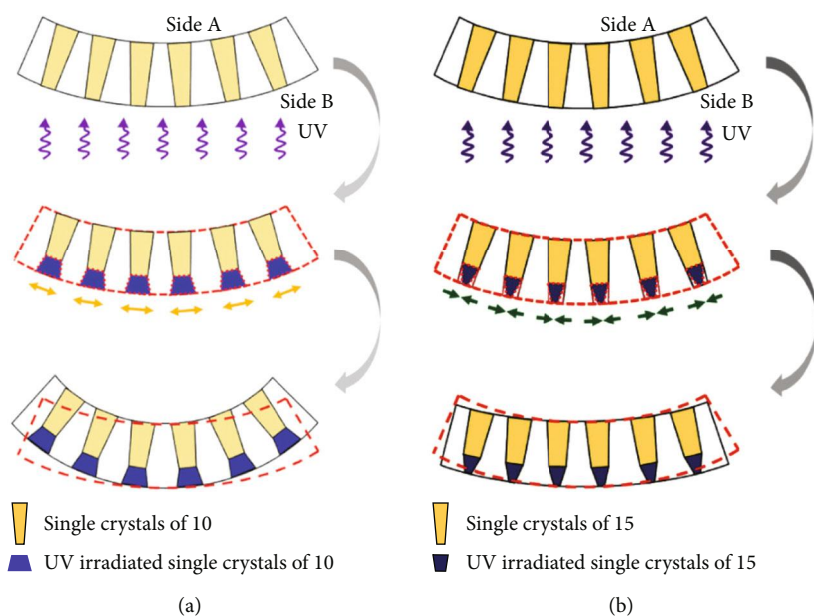 Side A
Side B
UV
Single crystals of 10
UV irradiated single crystals of 10
(a)
Side A
Side B
UV
Single crystals of 15
UV irradiated single crystals of 15
(b)